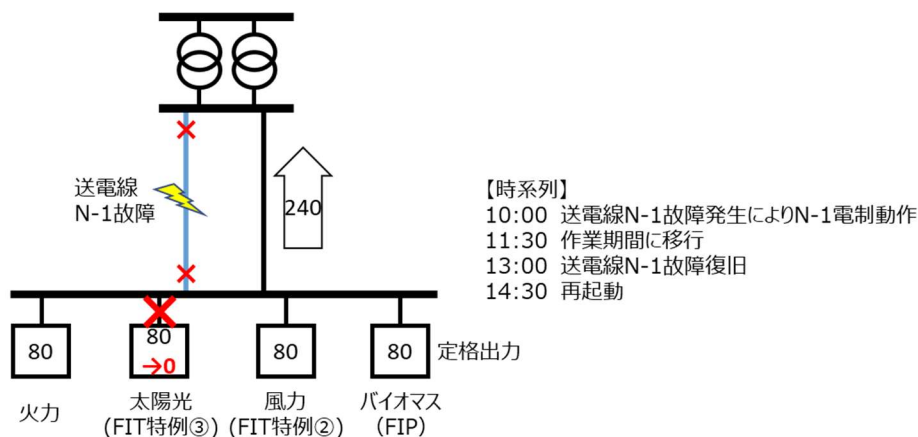 送電線
N-1故障
240
【時系列】
10:00 送電線N-1故障発生によりN-1電制動作
11:30 作業期間に移行
13:00 送電線N-1故障復旧
14:30 再起動
80
80
→0
80
80
定格出力
火力
太陽光
(FIT特例③)
風力
(FIT特例②)
バイオマス
(FIP)